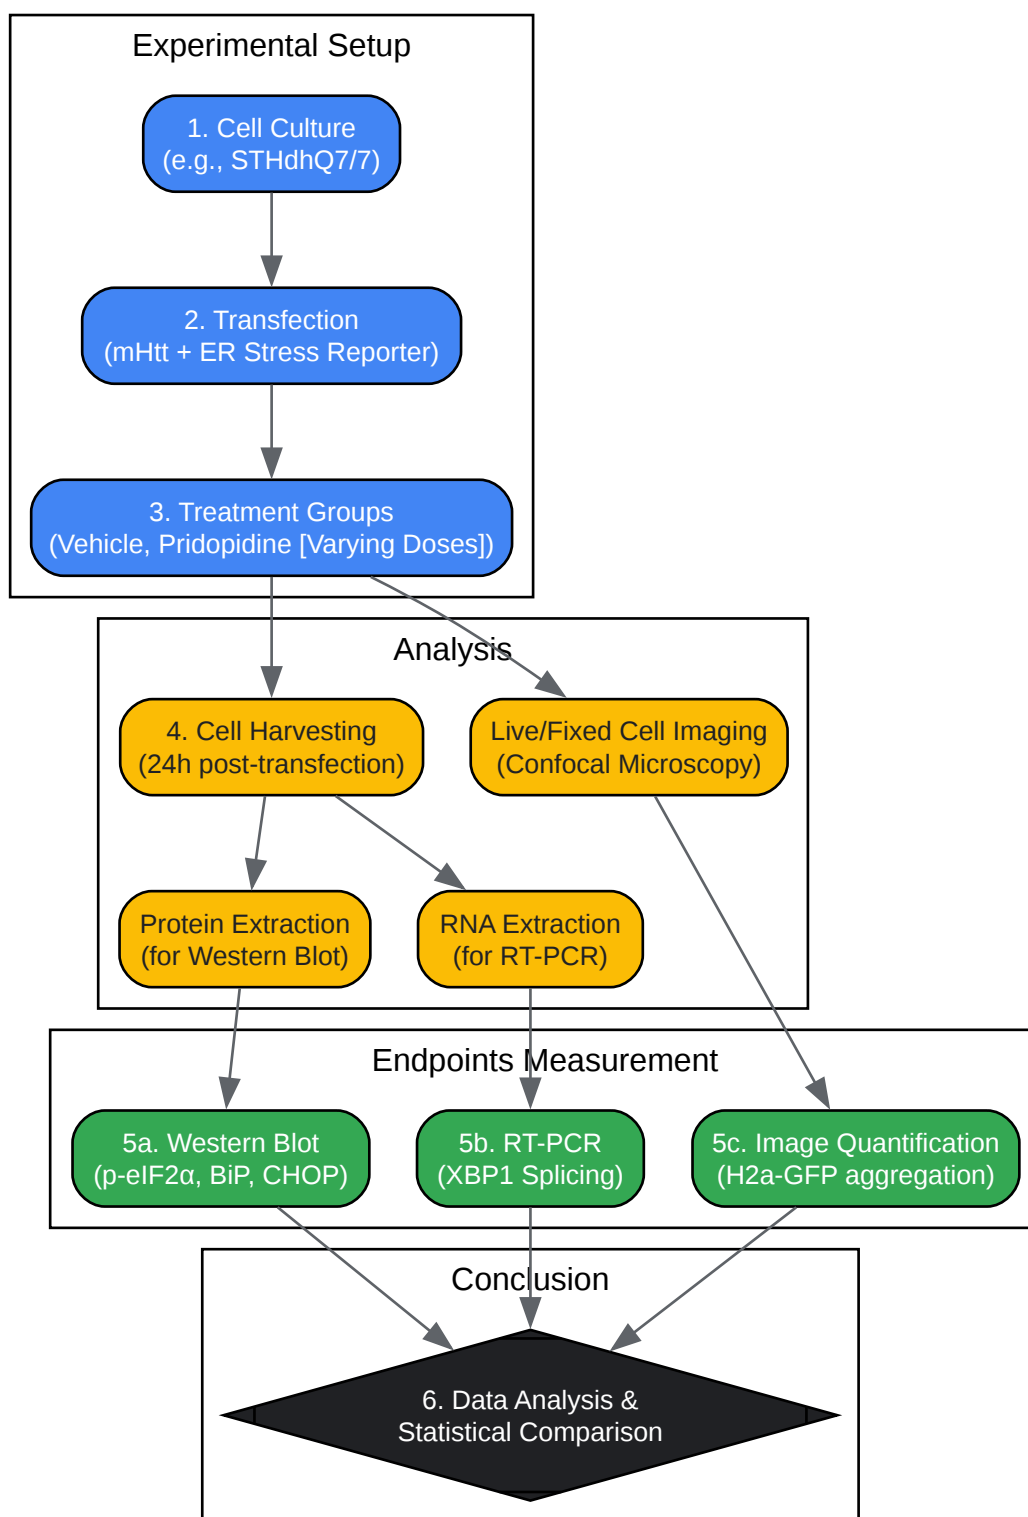 Experimental Setup
1. Cell Culture
(e.g., STHdhQ7/7)
2. Transfection
(mHtt + ER Stress Reporter)
3. Treatment Groups
(Vehicle, Pridopidine [Varying Doses])
Analysis
4. Cell Harvesting
(24h post-transfection)
Live/Fixed Cell Imaging
(Confocal Microscopy)
Protein Extraction
(for Western Blot)
RNA Extraction
(for RT-PCR)
Endpoints Measurement
5a. Western Blot
(p-eIF2α, BiP, CHOP)
5b. RT-PCR
(XBP1 Splicing)
5c. Image Quantification
(H2a-GFP aggregation)
Conclusion
6. Data Analysis &
Statistical Comparison